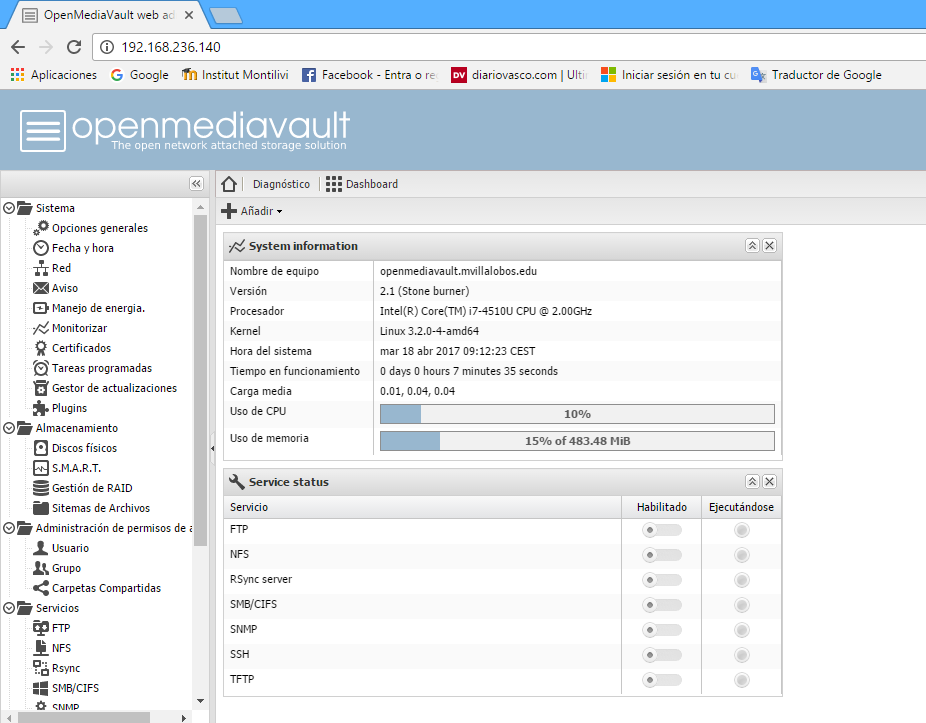 OpenMediaVault web ad
192.168.236.140
Aplicaciones Google Institut Montilivi Facebook - Entra o re DV diariovasco.com | Ulti Iniciar sesión en tu cu Traductor de Google
openmediavault
The open network attached storage solution
Diagnóstico Dashboard
Añadir
Sistema
Opciones generales
Fecha y hora
Red
Aviso
Manejo de energia.
Monitorizar
Certificados
Tareas programadas
Gestor de actualizaciones
Plugins
Almacenamiento
Discos físicos
S.M.A.R.T.
Gestión de RAID
Sitemas de Archivos
Administración de permisos de a
Usuario
Grupo
Carpetas Compartidas
Servicios
FTP
NFS
Rsync
SMB/CIFS
SNMP
System information
Nombre de equipo openmediavault.mvillalobos.edu
Versión 2.1 (Stone burner)
Procesador Intel(R) Core(TM) i7-4510U CPU @ 2.00GHz
Kernel Linux 3.2.0-4-amd64
Hora del sistema mar 18 abr 2017 09:12:23 CEST
Tiempo en funcionamiento 0 days 0 hours 7 minutes 35 seconds
Carga media 0.01, 0.04, 0.04
Uso de CPU 10%
Uso de memoria 15% of 483.48 MiB
Service status
Servicio Habilitado Ejecutándose
FTP
NFS
RSync server
SMB/CIFS
SNMP
SSH
TFTP